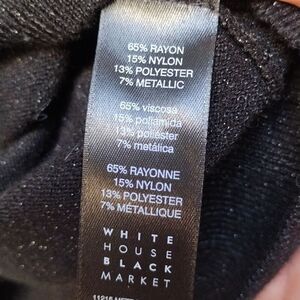 65% RAYON
15% NYLON
13% POLYESTER
7% METALLIC
65% viscosa
15% poliamida
13% poliéster
7% metálica
65% RAYONNE
15% NYLON
13% POLYESTER
7% MÉTALLIQUE
WHITE
HOUSE
BLACK
MARKET